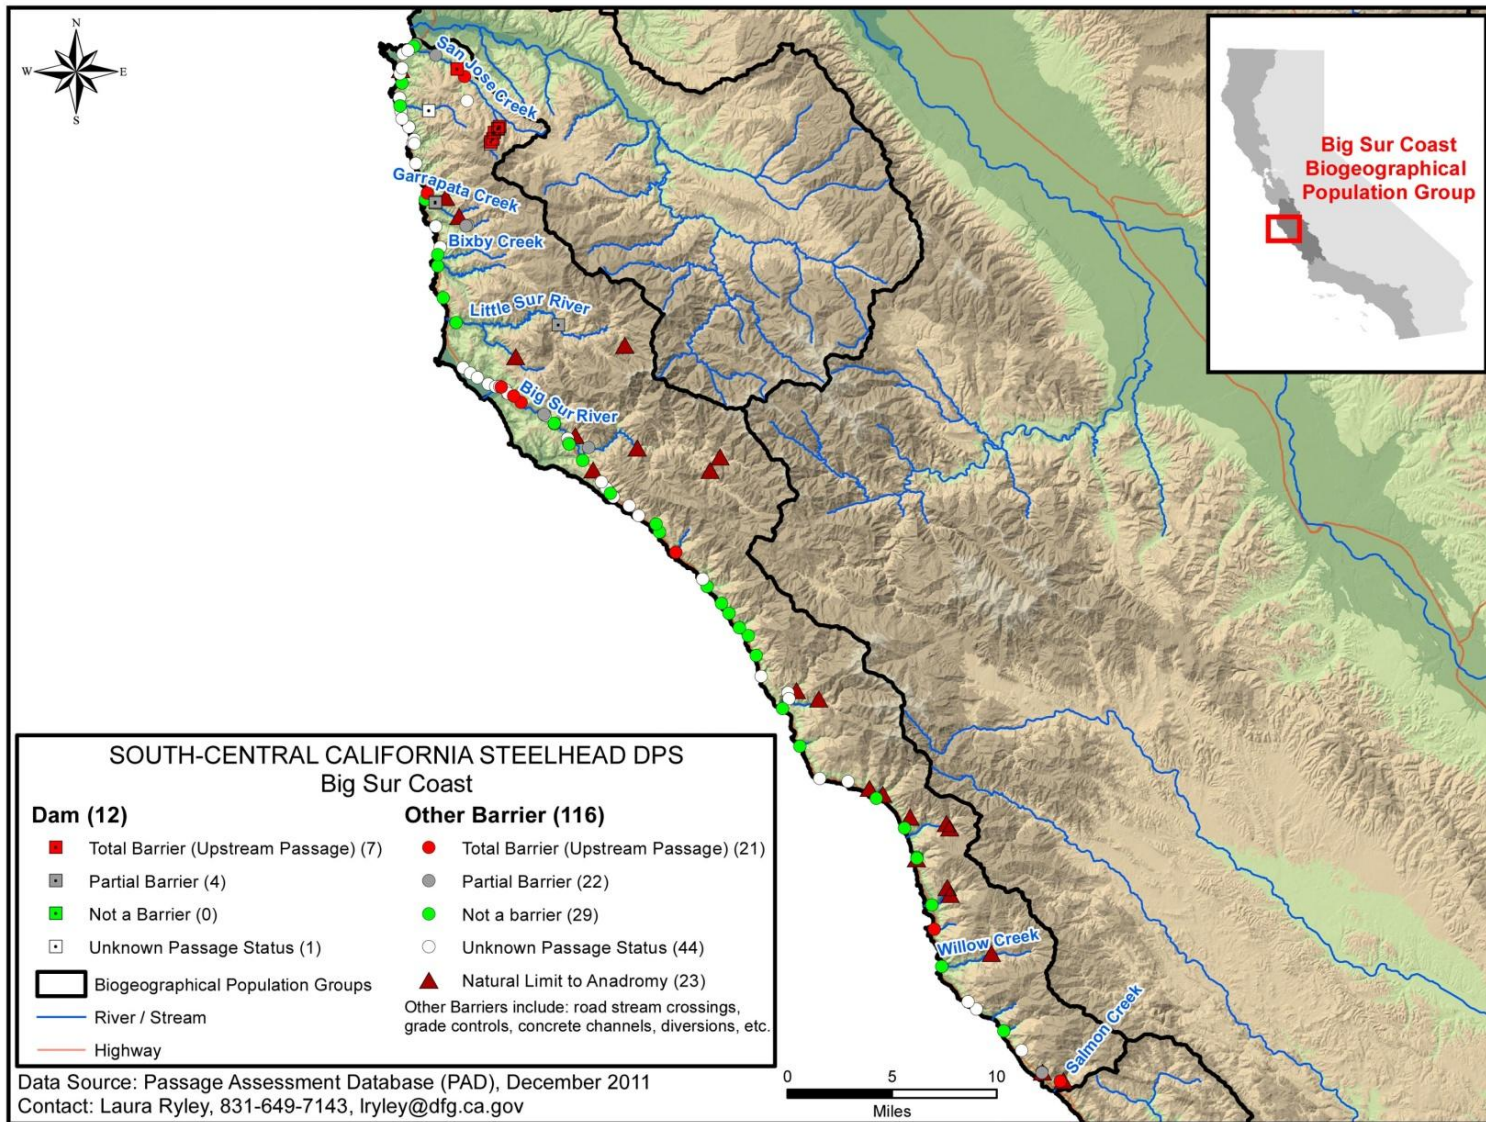 N
W
E
S
San Jose Creek
Garrapata Creek
Bixby Creek
Little Sur River
Big Sur River
Willow Creek
Salmon Creek
Big Sur Coast
Biogeographical
Population Group
SOUTH-CENTRAL CALIFORNIA STEELHEAD DPS
Big Sur Coast
Dam (12)
Total Barrier (Upstream Passage) (7)
Partial Barrier (4)
Not a Barrier (0)
Unknown Passage Status (1)
Biogeographical Population Groups
River / Stream
Highway
Other Barrier (116)
Total Barrier (Upstream Passage) (21)
Partial Barrier (22)
Not a barrier (29)
Unknown Passage Status (44)
Natural Limit to Anadromy (23)
Other Barriers include: road stream crossings,
grade controls, concrete channels, diversions, etc.
Data Source: Passage Assessment Database (PAD), December 2011
Contact: Laura Ryley, 831-649-7143, lryley@dfg.ca.gov
0 5 10
Miles